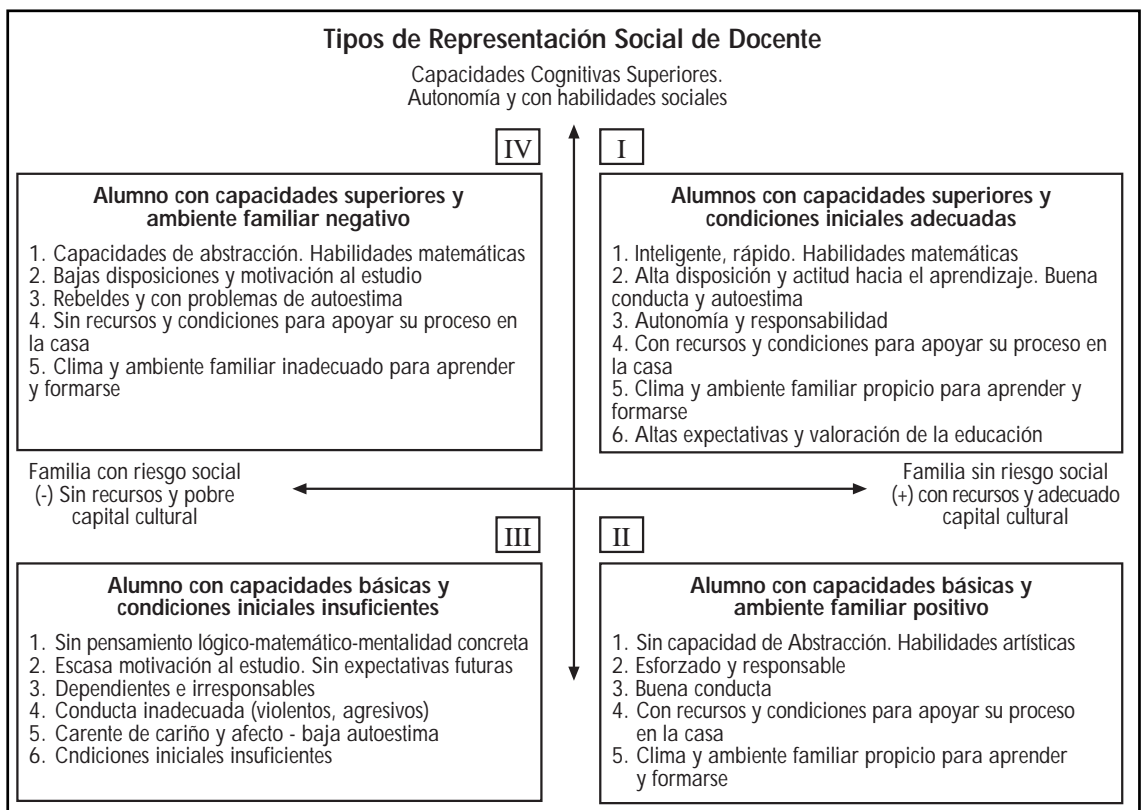 Tipos de Representación Social de Docente
Capacidades Cognitivas Superiores.
Autonomía y con habilidades sociales
IV
I
Alumno con capacidades superiores y
ambiente familiar negativo
1. Capacidades de abstracción. Habilidades matemáticas
2. Bajas disposiciones y motivación al estudio
3. Rebeldes y con problemas de autoestima
4. Sin recursos y condiciones para apoyar su proceso en
la casa
5. Clima y ambiente familiar inadecuado para aprender
y formarse
Alumnos con capacidades superiores y
condiciones iniciales adecuadas
1. Inteligente, rápido. Habilidades matemáticas
2. Alta disposición y actitud hacia el aprendizaje. Buena
conducta y autoestima
3. Autonomía y responsabilidad
4. Con recursos y condiciones para apoyar su proceso en
la casa
5. Clima y ambiente familiar propicio para aprender y
formarse
6. Altas expectativas y valoración de la educación
Familia con riesgo social
(-) Sin recursos y pobre
capital cultural
Familia sin riesgo social
(+) con recursos y adecuado
capital cultural
III
II
Alumno con capacidades básicas y
condiciones iniciales insuficientes
1. Sin pensamiento lógico-matemático-mentalidad concreta
2. Escasa motivación al estudio. Sin expectativas futuras
3. Dependientes e irresponsables
4. Conducta inadecuada (violentos, agresivos)
5. Carente de cariño y afecto - baja autoestima
6. Cndiciones iniciales insuficientes
Alumno con capacidades básicas y
ambiente familiar positivo
1. Sin capacidad de Abstracción. Habilidades artísticas
2. Esforzado y responsable
3. Buena conducta
4. Con recursos y condiciones para apoyar su proceso
en la casa
5. Clima y ambiente familiar propicio para aprender
y formarse